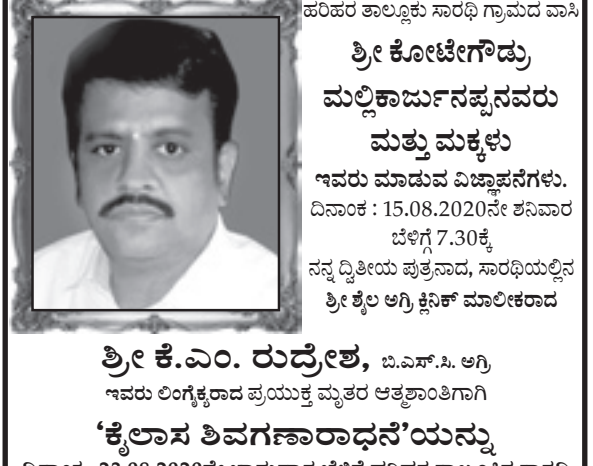 ಹರಿಹರ ತಾಲ್ಲೂಕು ಸಾರಥಿ ಗ್ರಾಮದ ವಾಸಿ
ಶ್ರೀ ಕೋಟೇಗೌಡ್ರು
ಮಲ್ಲಿಕಾರ್ಜುನಪ್ಪನವರು
ಮತ್ತು ಮಕ್ಕಳು
ಇವರು ಮಾಡುವ ವಿಜ್ಞಾಪನೆಗಳು.
ದಿನಾಂಕ : 15.08.2020ನೇ ಶನಿವಾರ
ಬೆಳಿಗ್ಗೆ 7.30ಕ್ಕೆ
ನನ್ನ ದ್ವಿತೀಯ ಪುತ್ರನಾದ, ಸಾರಥಿಯಲ್ಲಿನ
ಶ್ರೀ ಶೈಲ ಅಗ್ರಿ ಕ್ಲಿನಿಕ್ ಮಾಲೀಕರಾದ
ಶ್ರೀ ಕೆ.ಎಂ. ರುದ್ರೇಶ, ಬಿ.ಎಸ್.ಸಿ. ಅಗ್ರಿ
ಇವರು ಲಿಂಗೈಕ್ಯರಾದ ಪ್ರಯುಕ್ತ ಮೃತರ ಆತ್ಮಶಾಂತಿಗಾಗಿ
'ಕೈಲಾಸ ಶಿವಗಣಾರಾಧನೆ'ಯನ್ನು